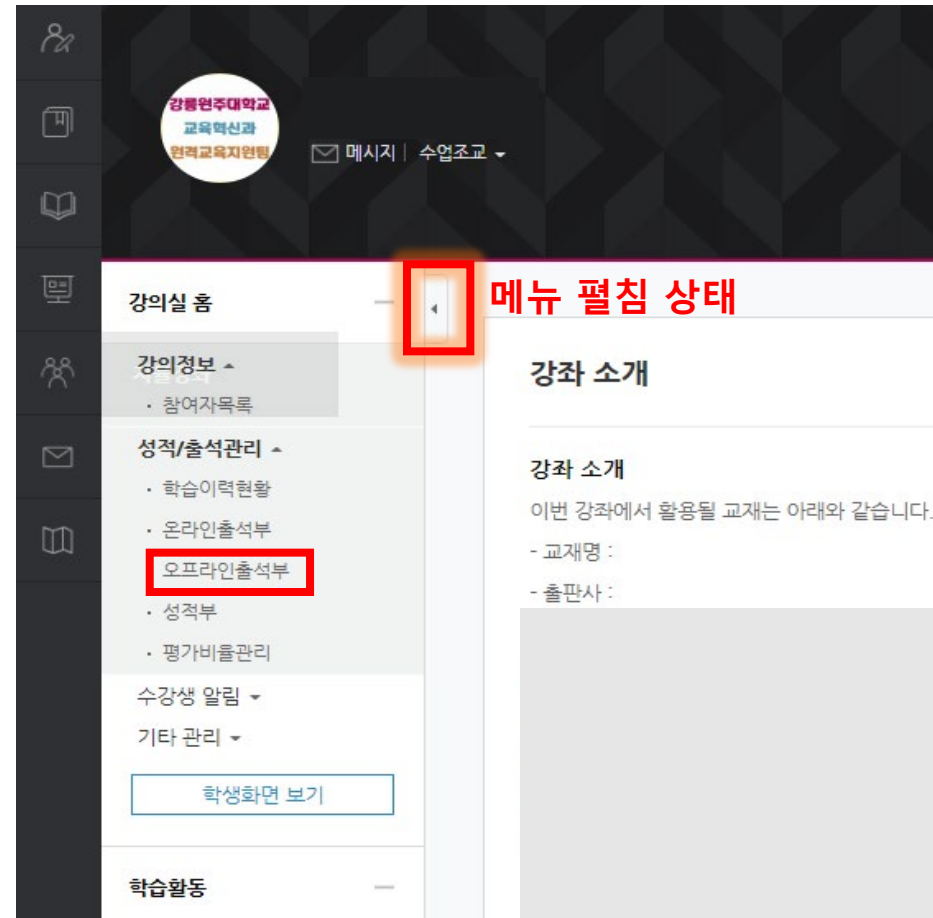 강릉원주대학교
교육혁신과
원격교육지원팀
메시지 | 수업조교
강의실 홈
메뉴 펼침 상태
강의정보
· 참여자목록
성적/출석관리
· 학습이력현황
· 온라인출석부
오프라인출석부
· 성적부
· 평가비율관리
수강생 알림
기타 관리
학생화면 보기
학습활동
강좌 소개
강좌 소개
이번 강좌에서 활용될 교재는 아래와 같습니다.
- 교재명 :
- 출판사 :